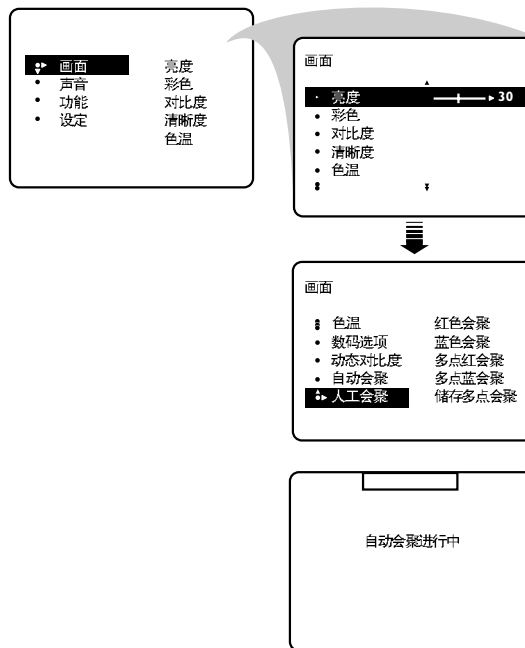 画面 亮度
声音 彩色
功能 对比度
设定 清晰度
色温
画面
亮度 30
彩色
对比度
清晰度
色温
画面
色温 红色会聚
数码选项 蓝色会聚
动态对比度 多点红会聚
自动会聚 多点蓝会聚
人工会聚 储存多点会聚
自动会聚进行中